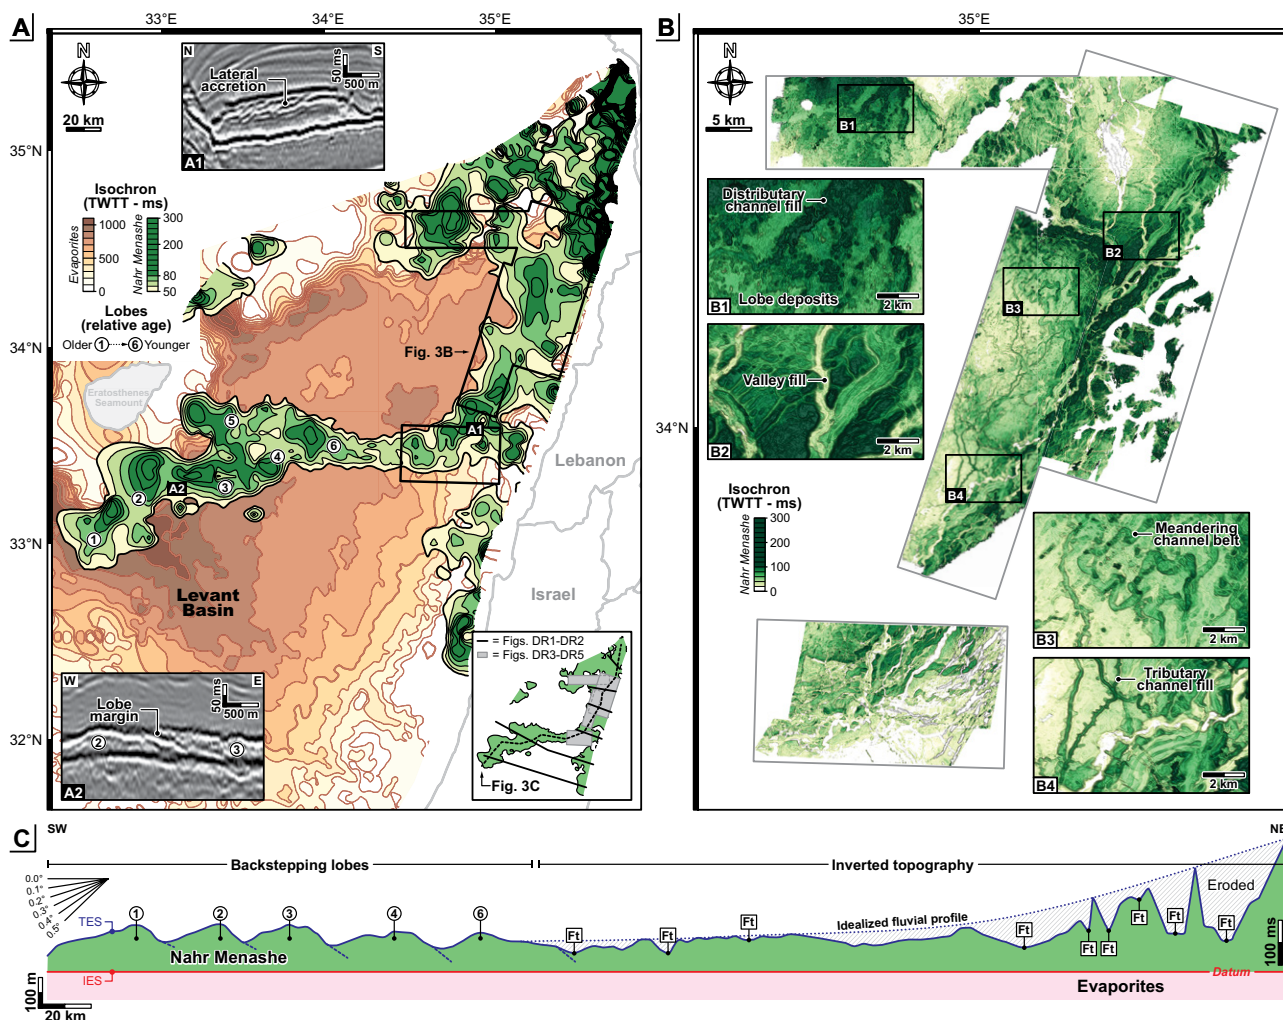 A
33°E
34°E
35°E
N
20 km
N
S
Lateral
accretion
50 ms
500 m
A1
35°N
34°N
33°N
32°N
Isochron
(TWTT - ms)
Evaporites
1000
500
0
Nahr Menashe
300
200
80
50
Lobes
(relative age)
Older 1 6 Younger
Eratosthenes
Seamount
Fig. 3B
A1
5
6
4
3
A2
2
1
Lebanon
Israel
Levant
Basin
W
E
Lobe
margin
50 ms
500 m
2
3
A2
= Figs. DR1-DR2
= Figs. DR3-DR5
Fig. 3C
B
35°E
N
5 km
34°N
B1
B2
B3
B4
Distributary
channel fill
Lobe deposits
B1
2 km
Valley fill
B2
2 km
Isochron
(TWTT - ms)
Nahr Menashe
300
200
100
0
Meandering
channel belt
B3
2 km
Tributary
channel fill
B4
2 km
C
SW
NE
Backstepping lobes
Inverted topography
0.0°
0.1°
0.2°
0.3°
0.4°
0.5°
TES
1
2
3
4
6
Ft
Ft
Ft
Idealized fluvial profile
Ft
Ft
Ft
Ft
Ft
Ft
Eroded
Nahr Menashe
100 ms
IES
Datum
Evaporites
100 m
20 km